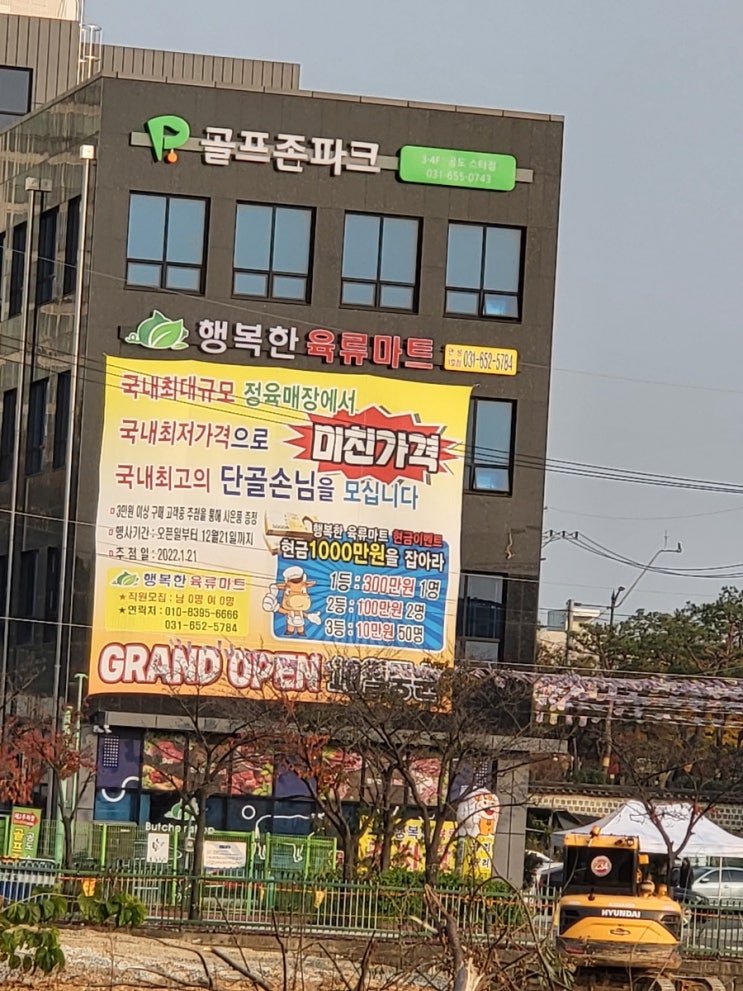 골프존파크
3·4F 공도 스타점
031-655-0743
행복한 육류마트
031-652-5784
국내최대규모 정육매장에서
국내최저가격으로 미친가격
국내최고의 단골손님을 모십니다
3만원 이상 구매 고객중 추첨을 통해 사은품 증정
행사기간 : 오픈일부터 12월21일까지
추 첨 일 : 2022.1.21
행복한 육류마트 현금이벤트
현금1000만원을 잡아라
1등 : 300만원 1명
2등 : 100만원 2명
3등 : 10만원 50명
행복한 육류마트
★직원모집 : 남 0명 여 0명
★연락처 : 010-8395-6666
031-652-5784
GRAND OPEN
HYUNDAI